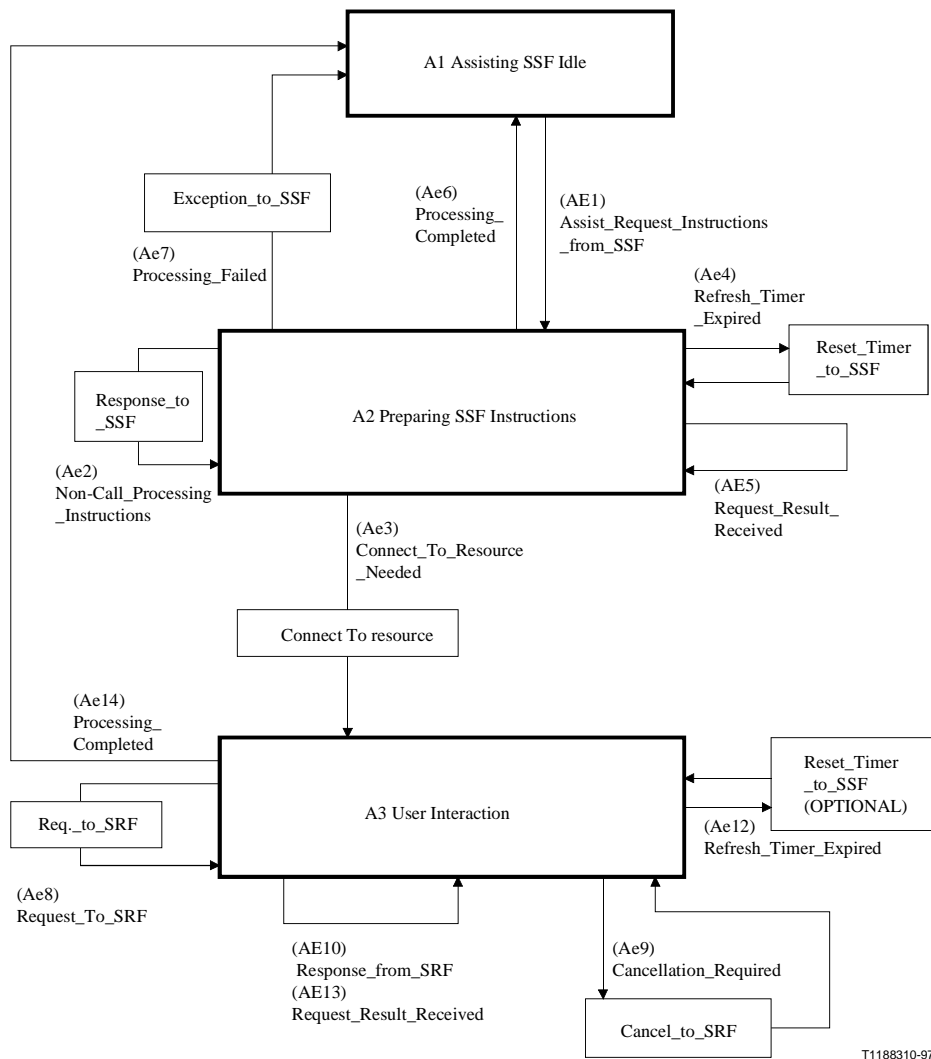 A1 Assisting SSF Idle
Exception_to_SSF
(Ae7)
Processing_Failed
(Ae6)
Processing_
Completed
(AE1)
Assist_Request_Instructions
_from_SSF
(Ae4)
Refresh_Timer
_Expired
Reset_Timer
_to_SSF
Response_to
_SSF
A2 Preparing SSF Instructions
(Ae2)
Non-Call_Processing
_Instructions
(AE5)
Request_Result_
Received
(Ae3)
Connect_To_Resource
_Needed
Connect To resource
(Ae14)
Processing_
Completed
Reset_Timer
_to_SSF
(OPTIONAL)
A3 User Interaction
Req._to_SRF
(Ae12)
Refresh_Timer_Expired
(Ae8)
Request_To_SRF
(AE10)
Response_from_SRF
(AE13)
Request_Result_Received
(Ae9)
Cancellation_Required
Cancel_to_SRF
T1188310-97